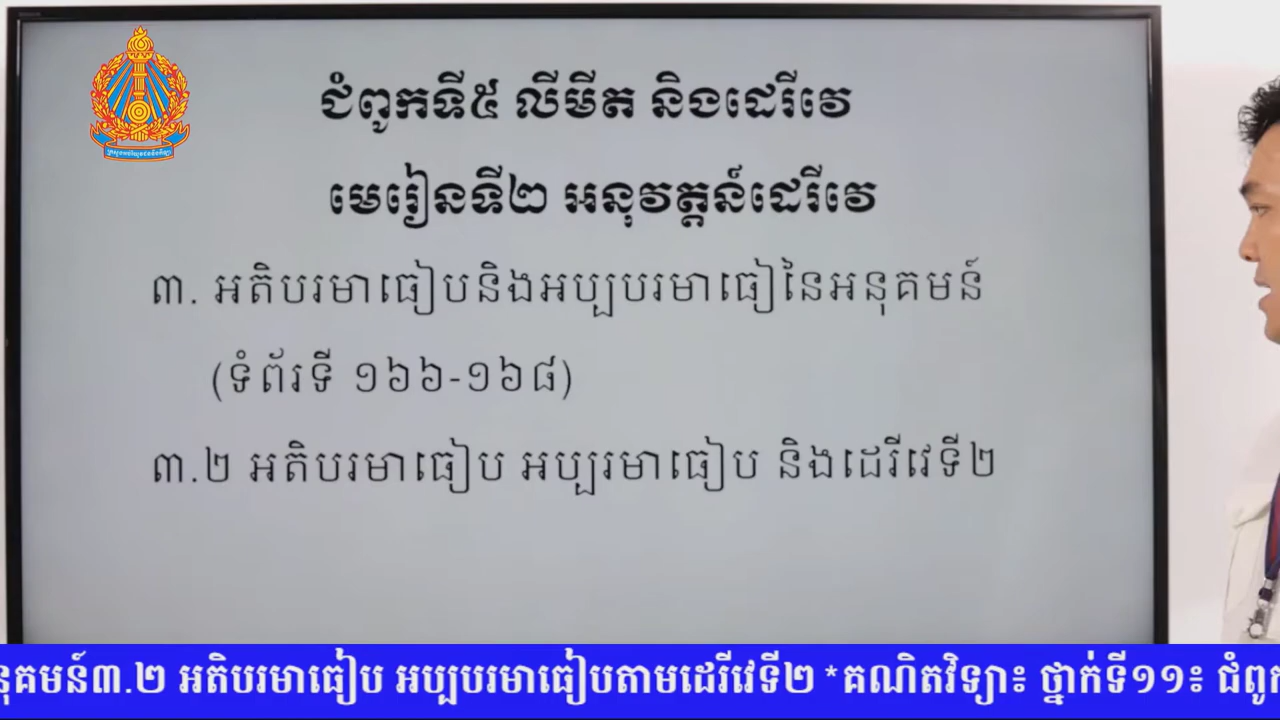 ជំពូកទី៥ លីមីត និងដេរីវេ
មេរៀនទី២ អនុវត្តន៍ដេរីវេ
៣. អតិបរមាធៀបនិងអប្បបរមាធៀនៃអនុគមន៍
(ទំព័រទី ១៦៦-១៦៨)
៣.២ អតិបរមាធៀប អប្បរមាធៀប និងដេរីវេទី២
នុគមន៍៣.២ អតិបរមាធៀប អប្បបរមាធៀបតាមដេរីវេទី២ *គណិតវិទ្យា៖ ថ្នាក់ទី១១៖ ជំពូក